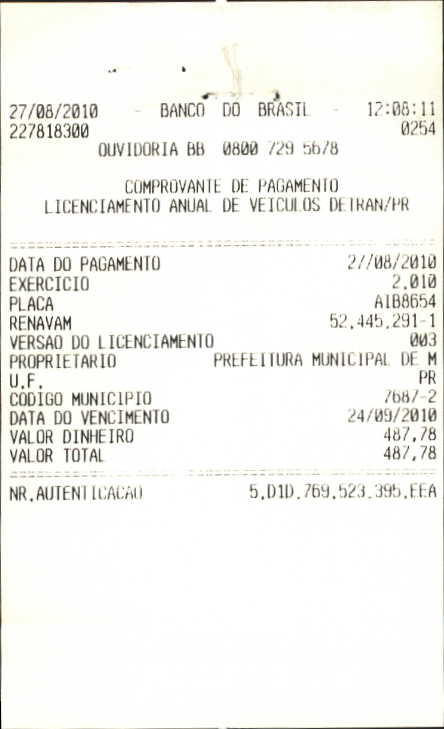 27/08/2010 - BANCO DO BRASIL - 12:08:11
227818300 0254
OUVIDORIA BB 0800 729 5678
COMPROVANTE DE PAGAMENTO
LICENCIAMENTO ANUAL DE VEICULOS DETRAN/PR
DATA DO PAGAMENTO 27/08/2010
EXERCICIO 2.010
PLACA AIB8654
RENAVAM 52.445.291-1
VERSAO DO LICENCIAMENTO 003
PROPRIETARIO PREFEITURA MUNICIPAL DE M
U.F. PR
CODIGO MUNICIPIO 7687-2
DATA DO VENCIMENTO 24/09/2010
VALOR DINHEIRO 487,78
VALOR TOTAL 487,78
NR.AUTENTICACAO 5.D1D.769.523.395.EEA